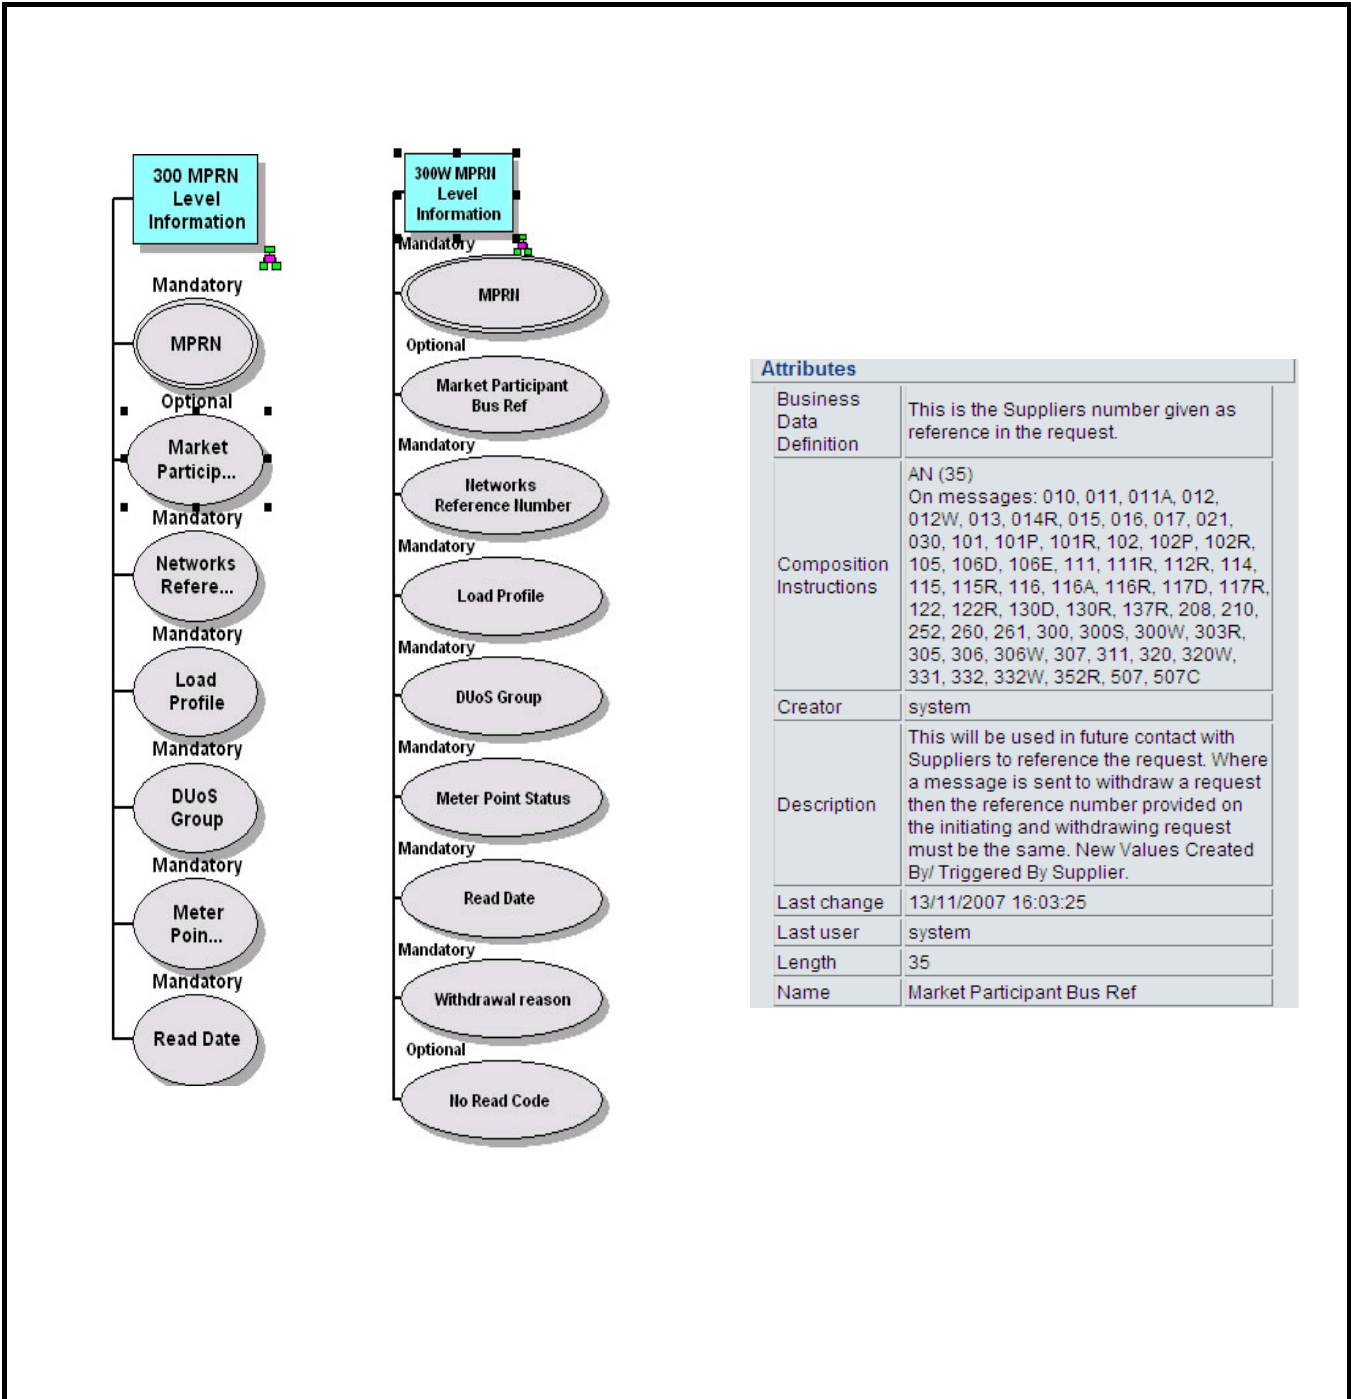 300 MPRN
Level
Information
Mandatory
MPRN
Optional
Market
Particip...
Mandatory
Networks
Refere...
Mandatory
Load
Profile
Mandatory
DUoS
Group
Mandatory
Meter
Poin...
Mandatory
Read Date
300W MPRN
Level
Information
Mandatory
MPRN
Optional
Market Participant
Bus Ref
Mandatory
Networks
Reference Number
Mandatory
Load Profile
Mandatory
DUoS Group
Mandatory
Meter Point Status
Mandatory
Read Date
Mandatory
Withdrawal reason
Optional
No Read Code
Attributes
Business
Data
Definition
This is the Suppliers number given as
reference in the request.
Composition
Instructions
AN (35)
On messages: 010, 011, 011A, 012,
012W, 013, 014R, 015, 016, 017, 021,
030, 101, 101P, 101R, 102, 102P, 102R,
105, 106D, 106E, 111, 111R, 112R, 114,
115, 115R, 116, 116A, 116R, 117D, 117R,
122, 122R, 130D, 130R, 137R, 208, 210,
252, 260, 261, 300, 300S, 300W, 303R,
305, 306, 306W, 307, 311, 320, 320W,
331, 332, 332W, 352R, 507, 507C
Creator
system
Description
This will be used in future contact with
Suppliers to reference the request. Where
a message is sent to withdraw a request
then the reference number provided on
the initiating and withdrawing request
must be the same. New Values Created
By/ Triggered By Supplier.
Last change
13/11/2007 16:03:25
Last user
system
Length
35
Name
Market Participant Bus Ref